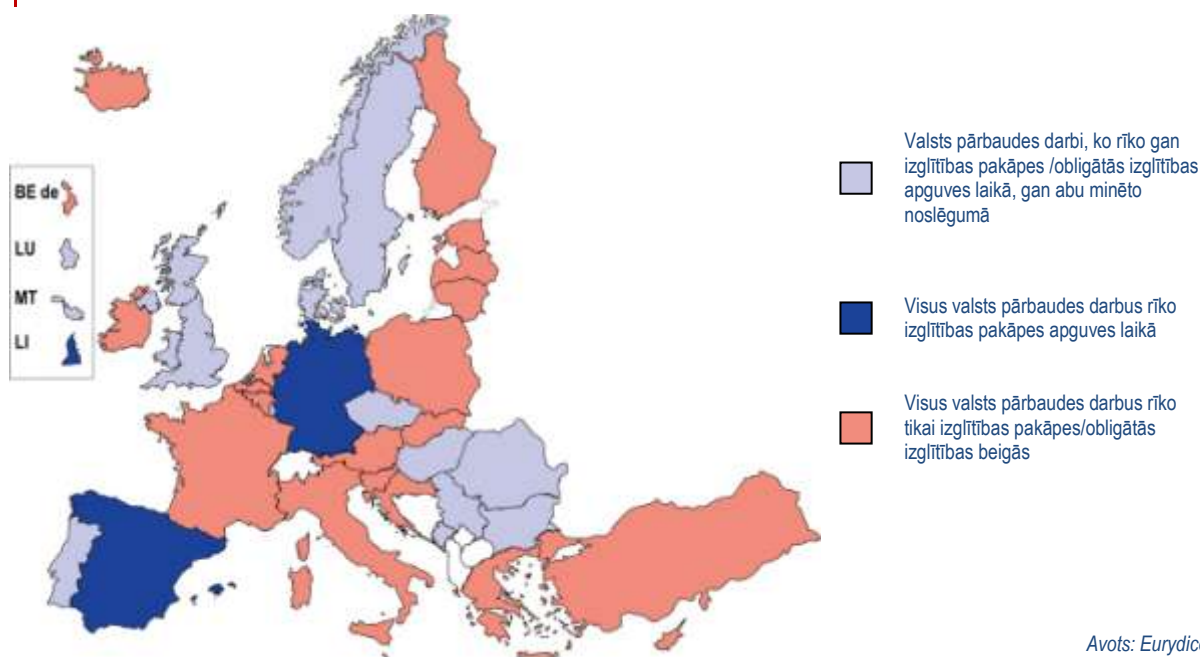 BE de
LU
MT
LI
Valsts pārbaudes darbi, ko rīko gan
izglītības pakāpes /obligātās izglītības
apguves laikā, gan abu minēto
noslēgumā
Visus valsts pārbaudes darbus rīko
izglītības pakāpes apguves laikā
Visus valsts pārbaudes darbus rīko
tikai izglītības pakāpes/obligātās
izglītības beigās
Avots: Eurydice